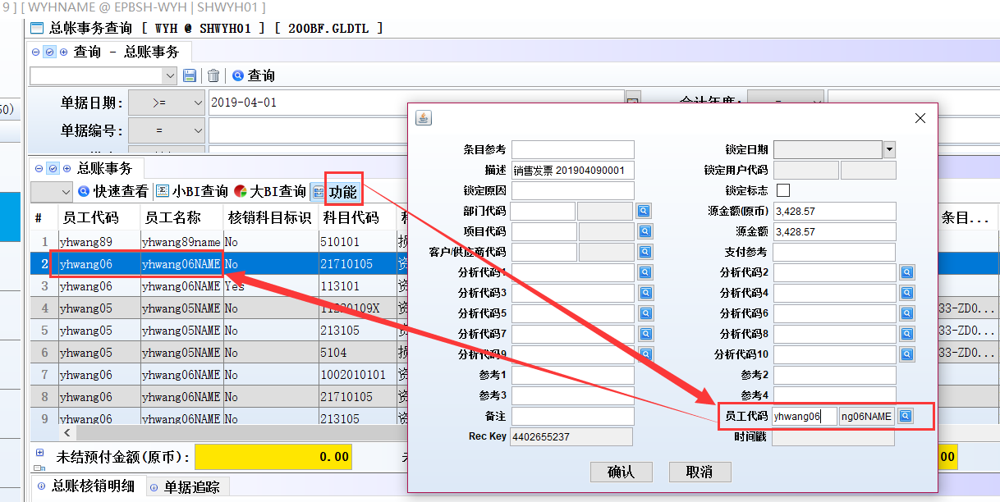 9 ] [ WYHNAME @ EPBSH-WYH | SHWYH01 ]
总帐事务查询 [ WYH @ SHWYH01 ] [ 200BF.GLDTL ]
查询 - 总账事务
查询
单据日期: >= 2019-04-01 会计年度: =
单据编号: =
总账事务
快速查看 小BI查询 大BI查询 功能
# 员工代码 员工名称 核销科目标识 科目代码 条目...
1 yhwang89 yhwang89name No 510101
2 yhwang06 yhwang06NAME No 21710105 资
3 yhwang06 yhwang06NAME Yes 113101 资
4 yhwang05 yhwang05NAME No 11220109X 资 33-ZD0...
5 yhwang05 yhwang05NAME No 213105 资 33-ZD0...
6 yhwang05 yhwang05NAME No 5104 损 33-ZD0...
7 yhwang06 yhwang06NAME No 1002010101 资
8 yhwang06 yhwang06NAME No 21710105 资
9 yhwang06 yhwang06NAME No 213105 资
未结预付金额(原币): 0.00
00
总账核销明细 单据追踪
50)
条目参考 锁定日期
描述 销售发票 201904090001 锁定用户代码
锁定原因 锁定标志
部门代码 源金额(原币) 3,428.57
项目代码 源金额 3,428.57
客户/供应商代码 支付参考
分析代码1 分析代码2
分析代码3 分析代码4
分析代码5 分析代码6
分析代码7 分析代码8
分析代码9 分析代码10
参考1 参考2
参考3 参考4
备注 员工代码 yhwang06 ng06NAME
Rec Key 4402655237 时间戳
确认 取消